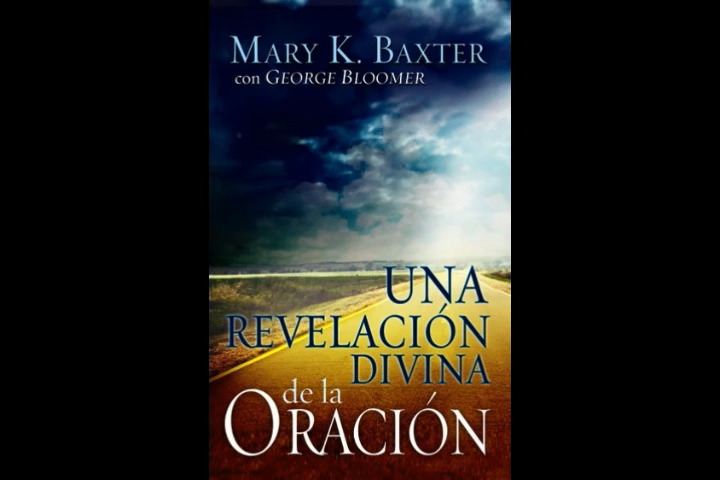 MARY K. BAXTER
con GEORGE BLOOMER
UNA
REVELACIÓN
DIVINA
de la
ORACIÓN